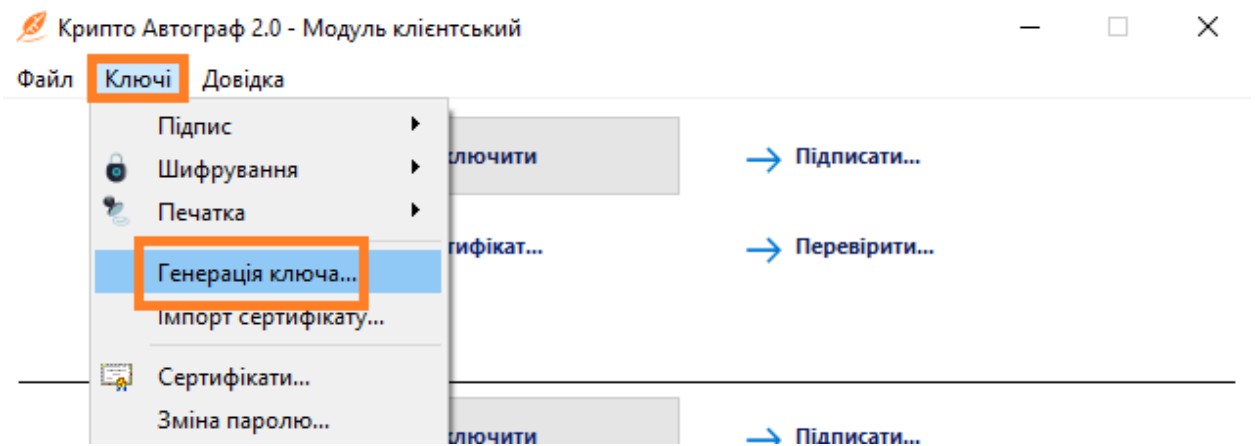 Крипто Автограф 2.0 - Модуль клієнтський
Файл Ключі Довідка
Підпис
Шифрування
Печатка
Генерація ключа...
Імпорт сертифікату...
Сертифікати...
Зміна паролю...
ключити
Підписати...
тифікат...
Перевірити...
ключити
Підписати...